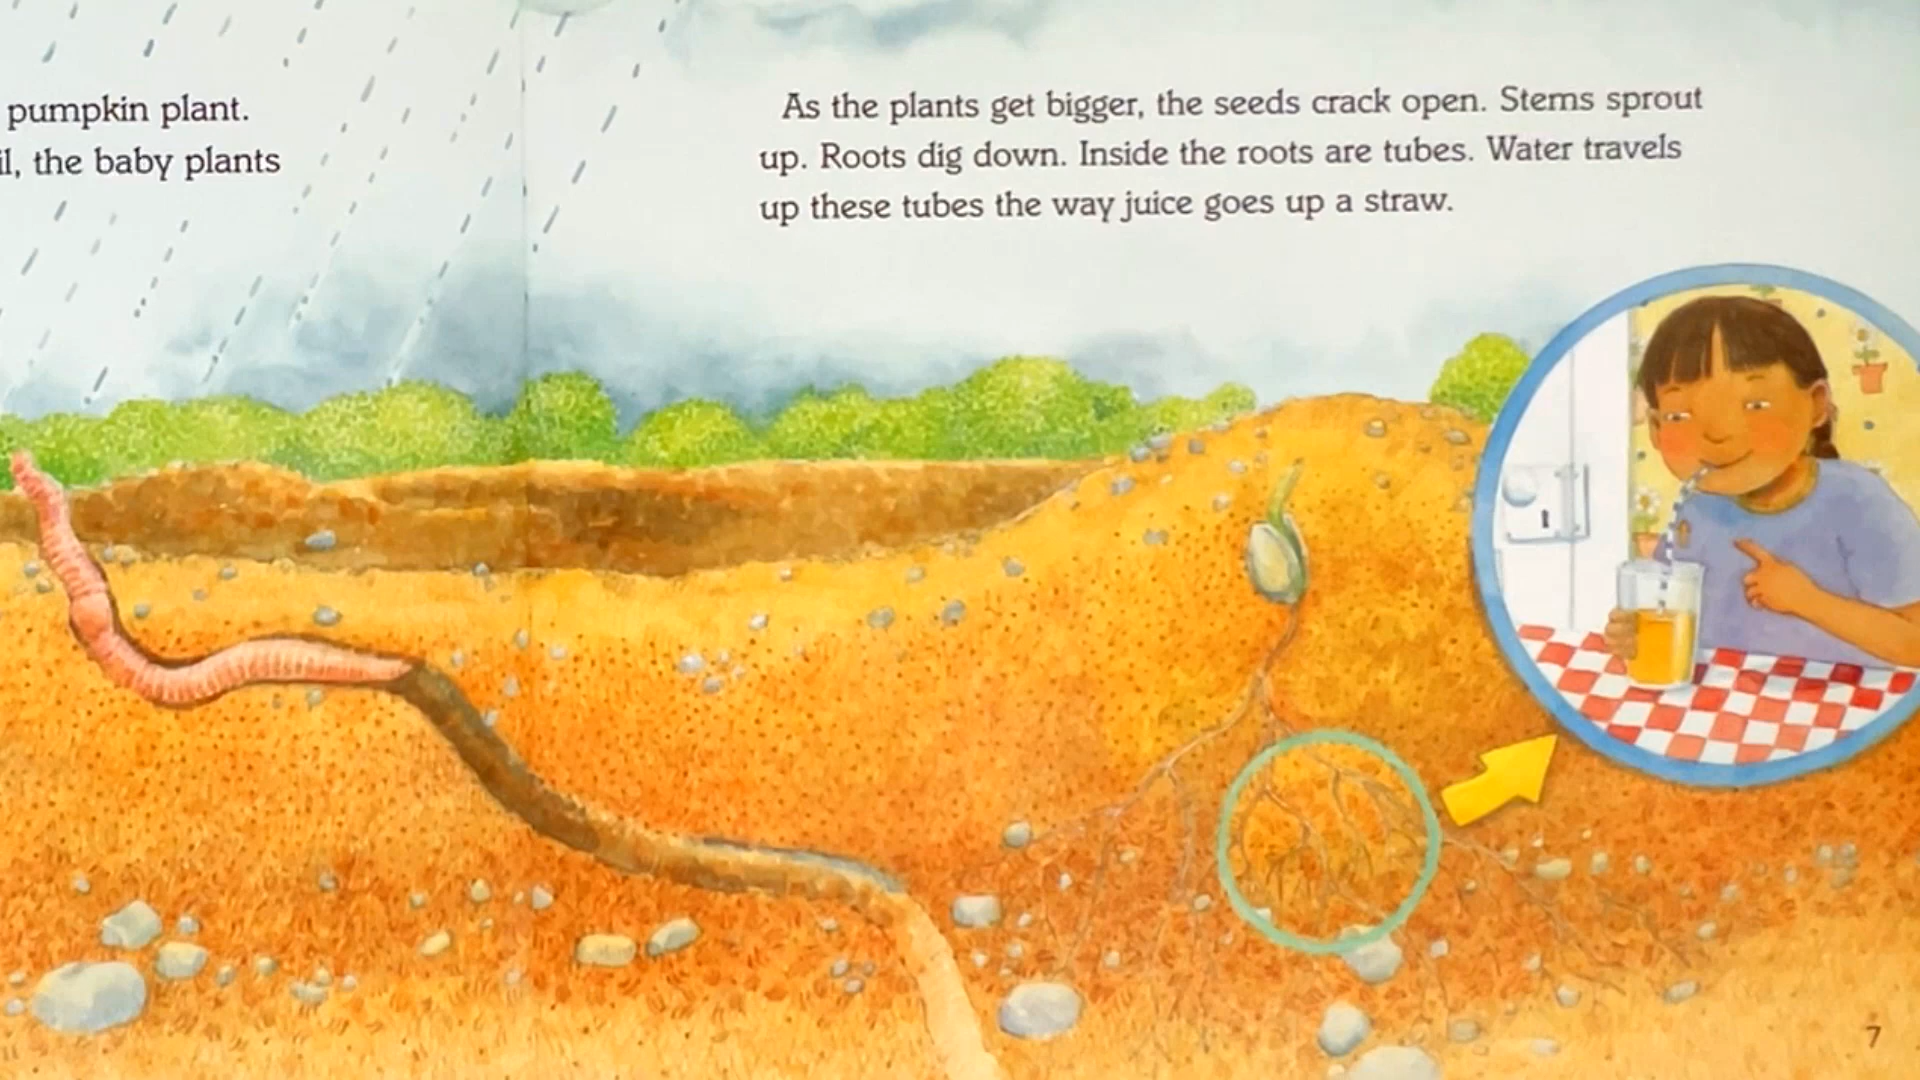 pumpkin plant.
the baby plants
As the plants get bigger, the seeds crack open. Stems sprout
up. Roots dig down. Inside the roots are tubes. Water travels
up these tubes the way juice goes up a straw.
7